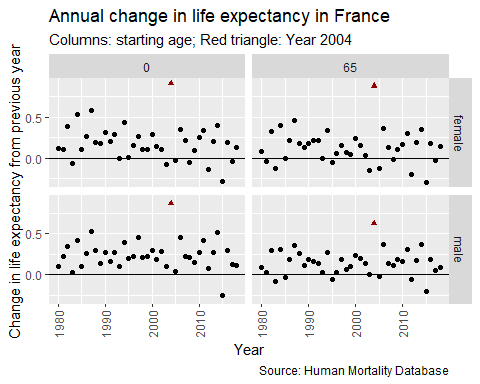 Annual change in life expectancy in France
Columns: starting age; Red triangle: Year 2004
0 65
Change in life expectancy from previous year
0.5
0.0
female
0.5
0.0
male
1980 1990 2000 2010 1980 1990 2000 2010
Year
Source: Human Mortality Database